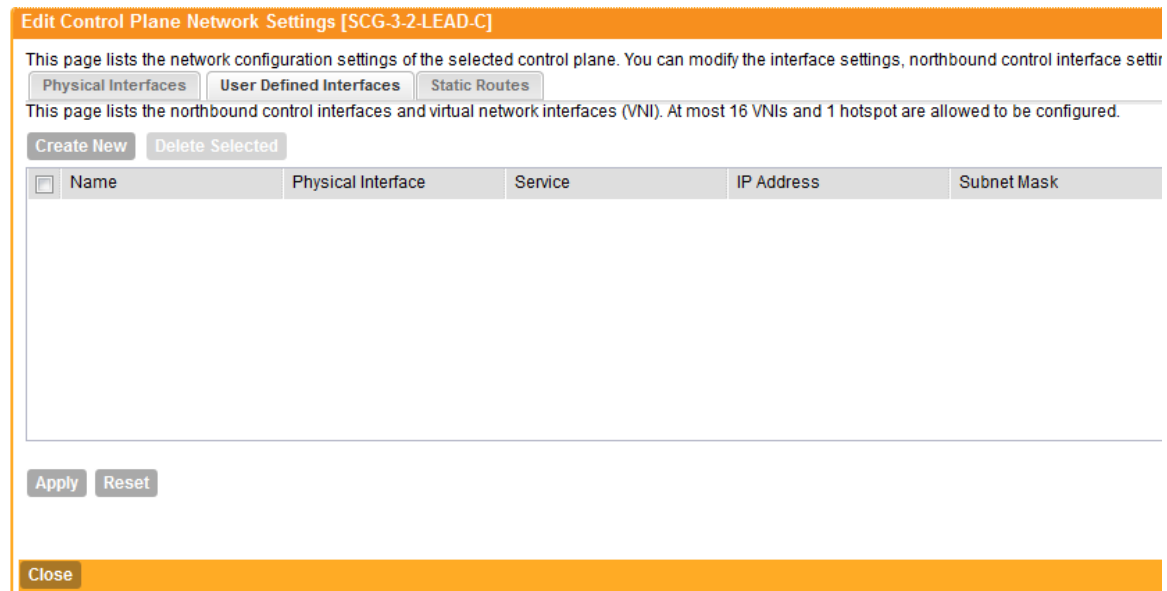 Edit Control Plane Network Settings [SCG-3-2-LEAD-C]
This page lists the network configuration settings of the selected control plane. You can modify the interface settings, northbound control interface
Physical Interfaces User Defined Interfaces Static Routes
This page lists the northbound control interfaces and virtual network interfaces (VNI). At most 16 VNIs and 1 hotspot are allowed to be configured.
Create New Delete Selected
Name Physical Interface Service IP Address Subnet Mask
Apply Reset
Close